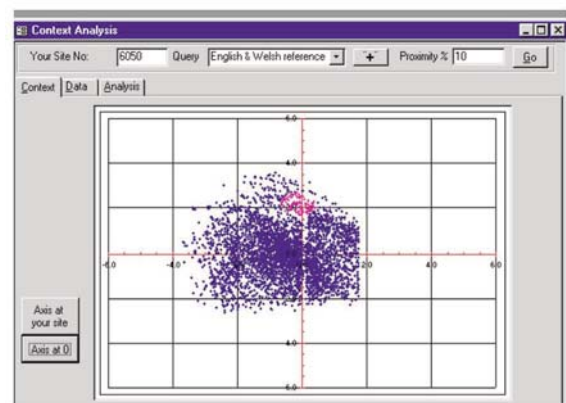 Context Analysis
Your Site No: 6050 Query English & Welsh reference + Proximity % 10 Go
Context Data Analysis
6.0
4.0
-6.0 -4.0 2.0 4.0 6.0
Axis at
your site
Axis at 0
4.0
6.0